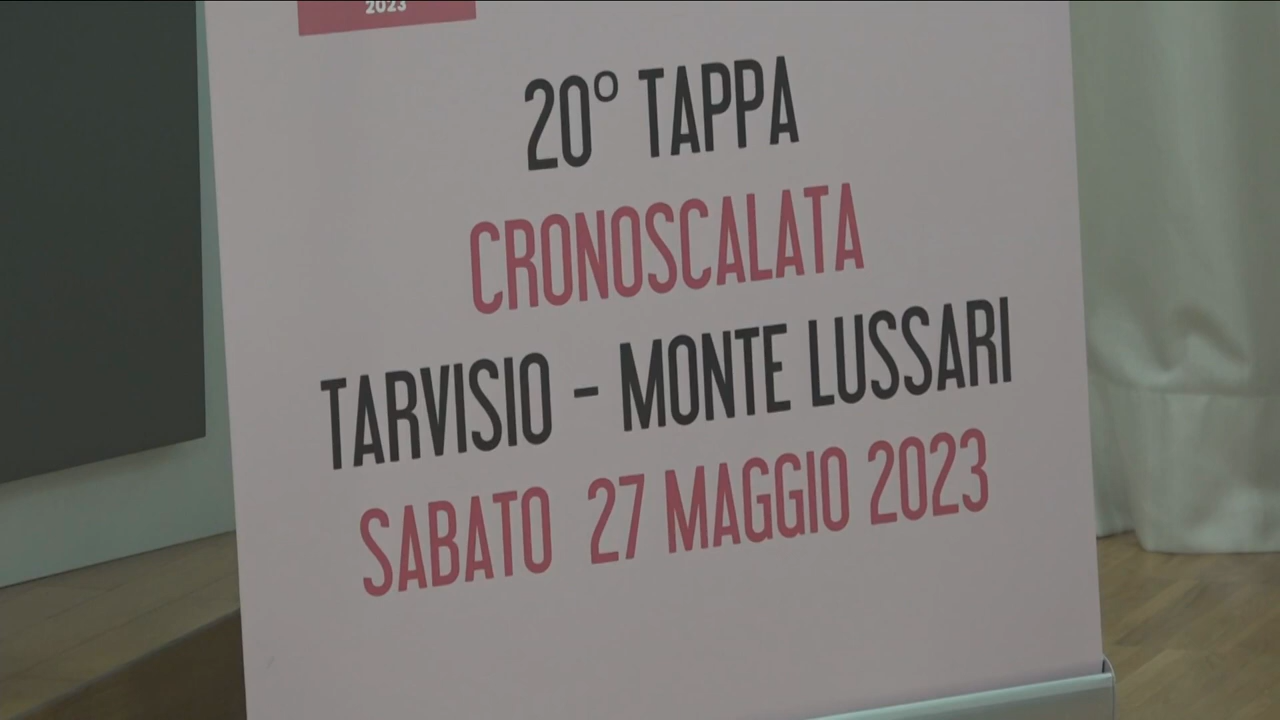 2023
20° TAPPA
CRONOSCALATA
TARVISIO - MONTE LUSSARI
SABATO 27 MAGGIO 2023